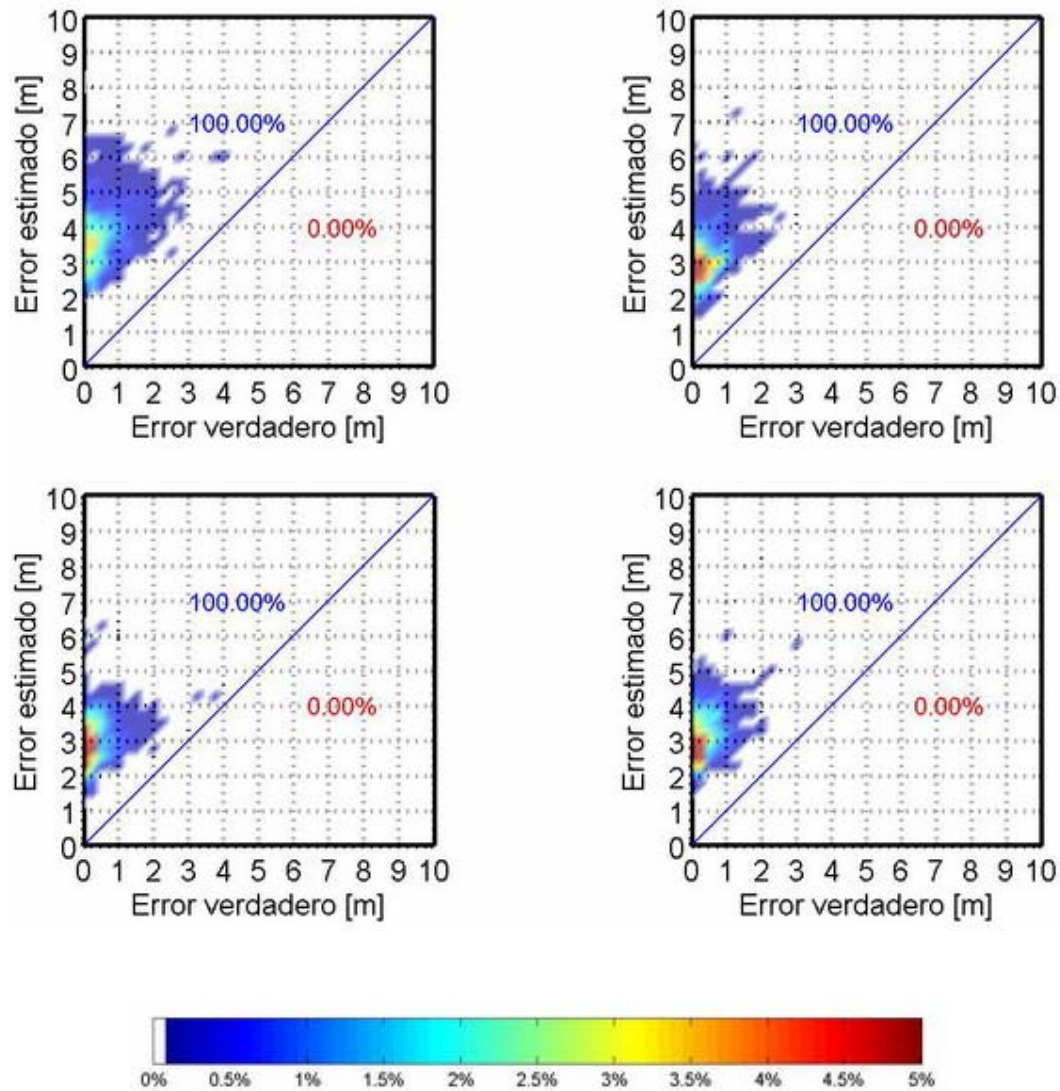 10 9 8 7 6 5 4 3 2 1 0
Error estimado [m]
100.00%
0.00%
0 1 2 3 4 5 6 7 8 9 10
Error verdadero [m]
10 9 8 7 6 5 4 3 2 1 0
Error estimado [m]
100.00%
0.00%
0 1 2 3 4 5 6 7 8 9 10
Error verdadero [m]
10 9 8 7 6 5 4 3 2 1 0
Error estimado [m]
100.00%
0.00%
0 1 2 3 4 5 6 7 8 9 10
Error verdadero [m]
10 9 8 7 6 5 4 3 2 1 0
Error estimado [m]
100.00%
0.00%
0 1 2 3 4 5 6 7 8 9 10
Error verdadero [m]
0% 0.5% 1% 1.5% 2% 2.5% 3% 3.5% 4% 4.5% 5%